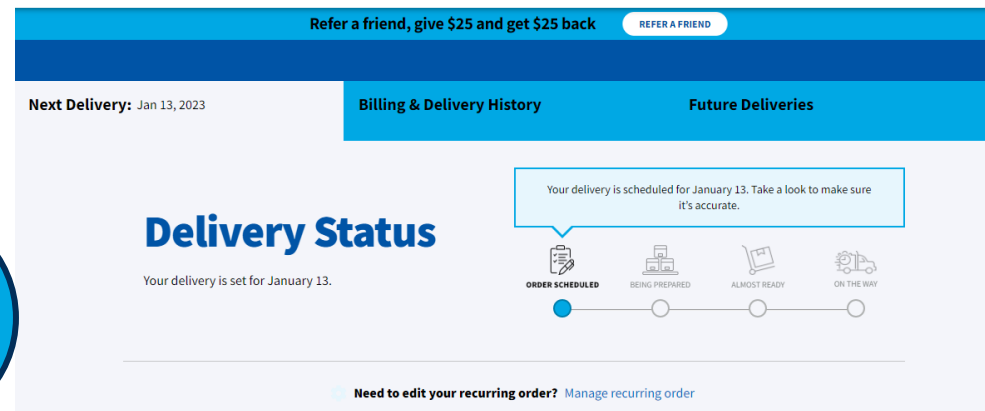 Refer a friend, give $25 and get $25 back REFER A FRIEND
Next Delivery: Jan 13, 2023 Billing & Delivery History Future Deliveries
Your delivery is scheduled for January 13. Take a look to make sure
it's accurate.
Delivery Status
Your delivery is set for January 13.
ORDER SCHEDULED BEING PREPARED ALMOST READY ON THE WAY
Need to edit your recurring order? Manage recurring order